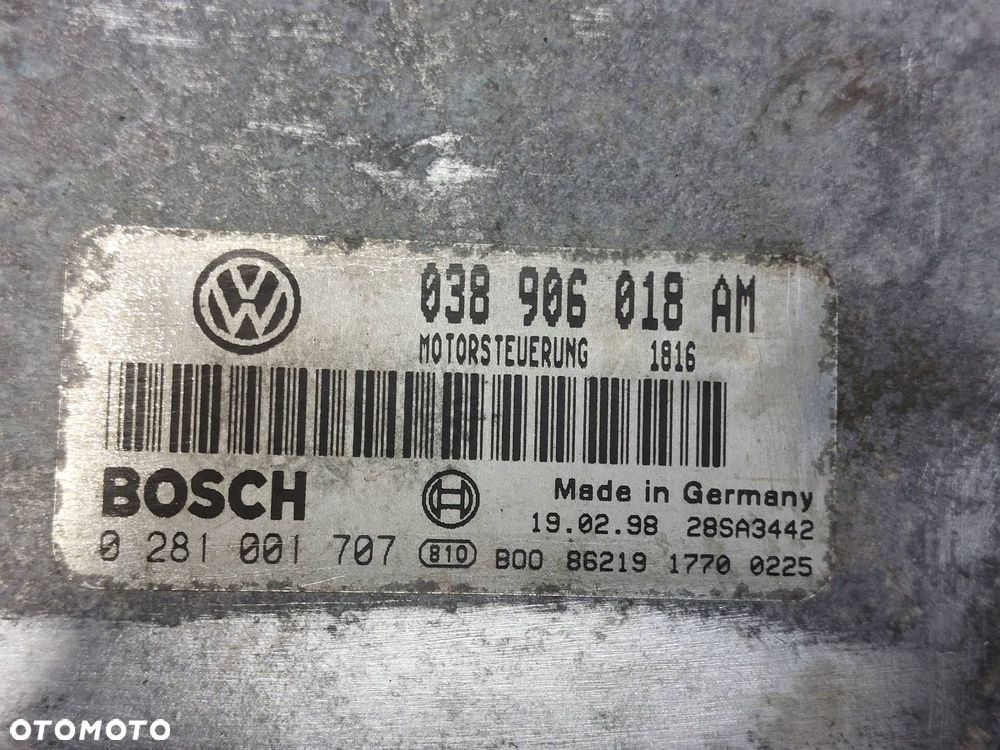 038 906 018 AM
MOTORSTEUERUNG 1816
BOSCH
Made in Germany
19.02.98 28SA3442
0 281 001 707 810 B00 86219 1770 0225
OTOMOTO